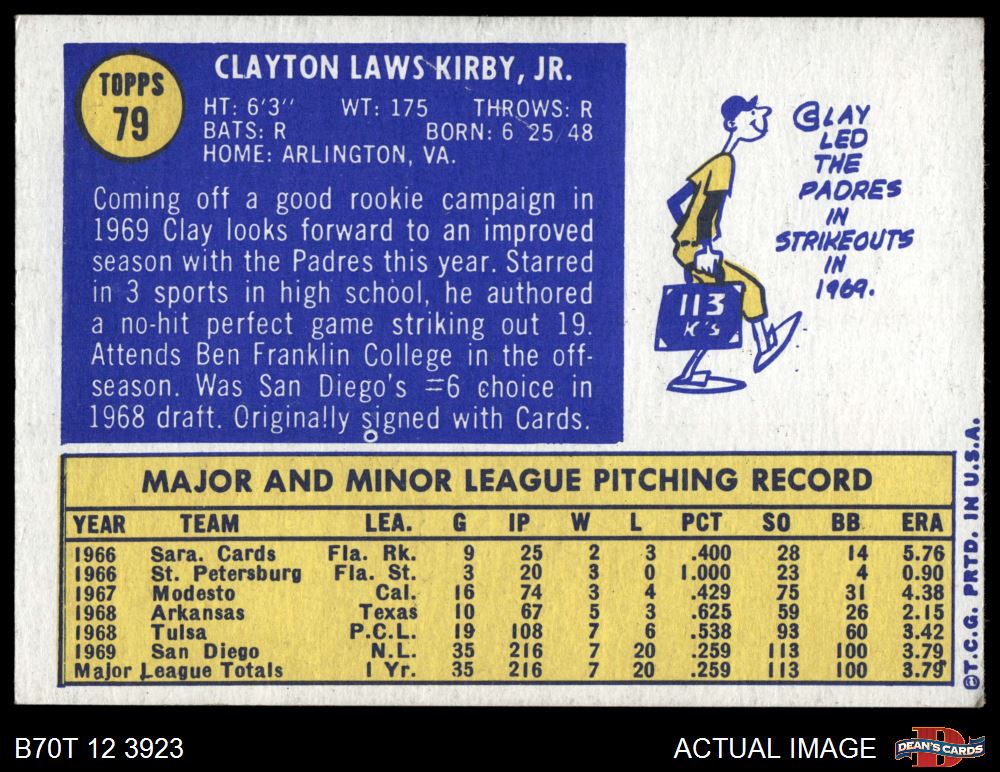 TOPPS
79
CLAYTON LAWS KIRBY, JR.
HT: 6'3" WT: 175 THROWS: R
BATS: R BORN: 6 25 48
HOME: ARLINGTON, VA.
Coming off a good rookie campaign in
1969 Clay looks forward to an improved
season with the Padres this year. Starred
in 3 sports in high school, he authored
a no-hit perfect game striking out 19.
Attends Ben Franklin College in the off-
season. Was San Diego's #6 choice in
1968 draft. Originally signed with Cards.
CLAY
LED
THE
PADRES
IN
STRIKEOUTS
IN
1969.
113
K's
MAJOR AND MINOR LEAGUE PITCHING RECORD
YEAR TEAM LEA. G IP W L PCT SO BB ERA
1966 Sara. Cards Fla. Rk. 9 25 2 3 .400 28 14 5.76
1966 St. Petersburg Fla. St. 3 20 3 0 1.000 23 4 0.90
1967 Modesto Cal. 16 74 3 4 .429 75 31 4.38
1968 Arkansas Texas 10 67 5 3 .625 59 26 2.15
1968 Tulsa P.C.L. 19 108 7 6 .538 93 60 3.42
1969 San Diego N.L. 35 216 7 20 .259 113 100 3.79
Major League Totals 1 Yr. 35 216 7 20 .259 113 100 3.79
©T.C.G. PRTD. IN U.S.A.
B70T 12 3923
ACTUAL IMAGE
DEAN'S CARDS